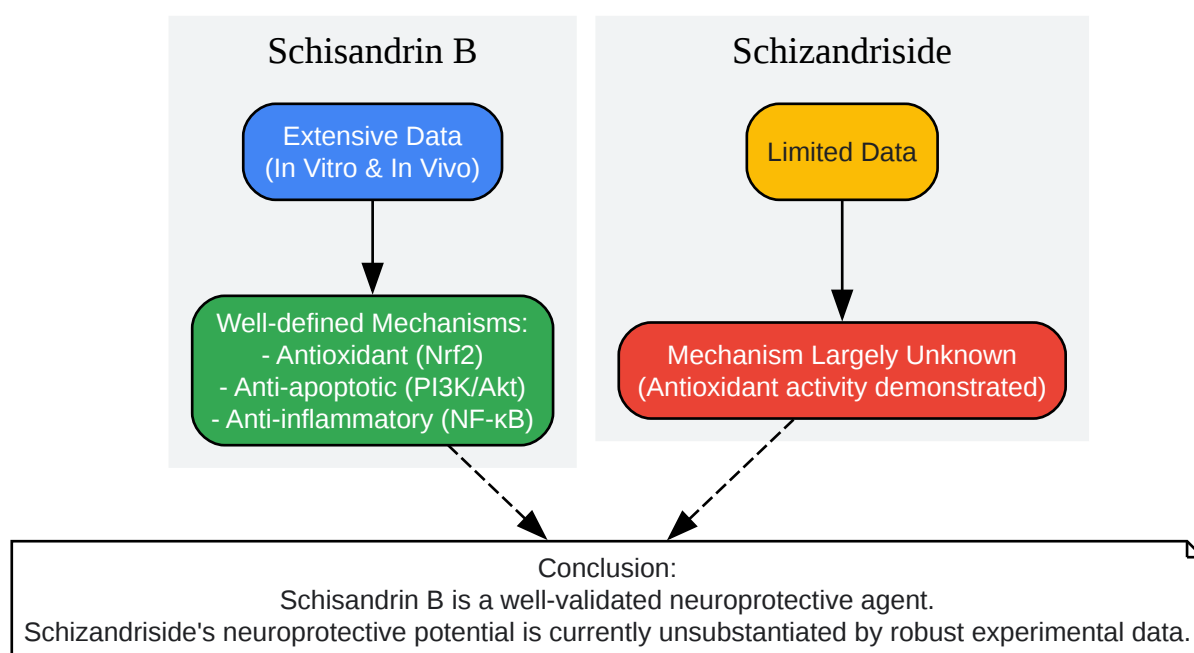 Schisandrin B
Extensive Data
(In Vitro & In Vivo)
Well-defined Mechanisms:
- Antioxidant (Nrf2)
- Anti-apoptotic (PI3K/Akt)
- Anti-inflammatory (NF-κB)
Schizandriside
Limited Data
Mechanism Largely Unknown
(Antioxidant activity demonstrated)
Conclusion:
Schisandrin B is a well-validated neuroprotective agent.
Schizandriside's neuroprotective potential is currently unsubstantiated by robust experimental data.